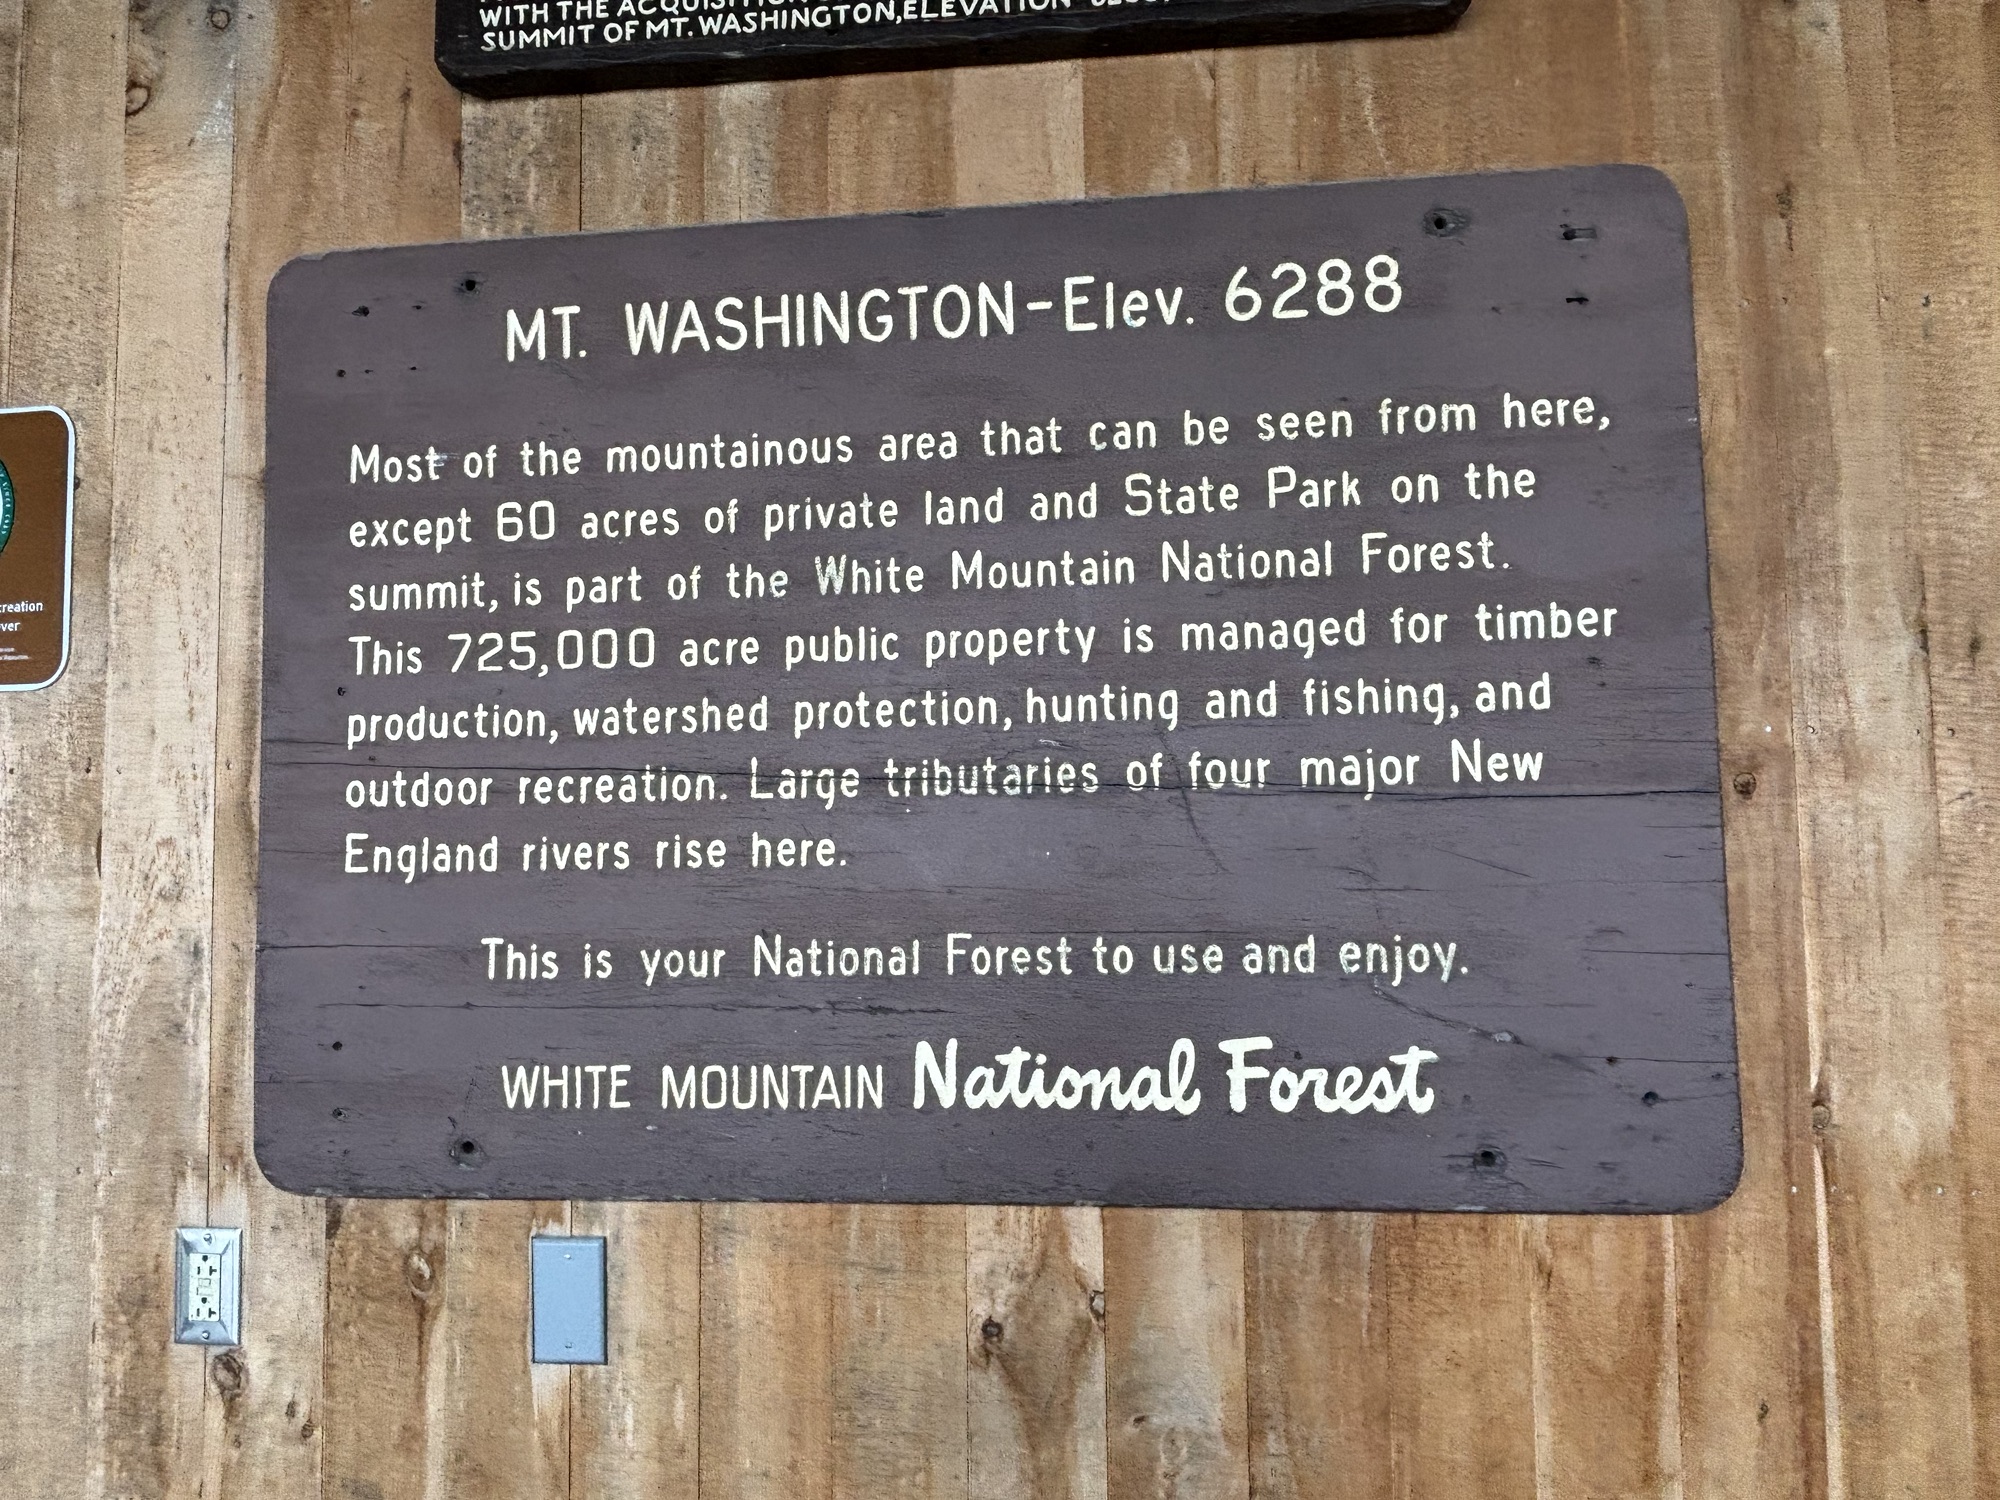 WITH THE ACQUISITION
SUMMIT OF MT. WASHINGTON, ELEVATION
MT. WASHINGTON-Elev. 6288
Most of the mountainous area that can be seen from here,
except 60 acres of private land and State Park on the
summit, is part of the White Mountain National Forest.
This 725,000 acre public property is managed for timber
production, watershed protection, hunting and fishing, and
outdoor recreation. Large tributaries of four major New
England rivers rise here.
This is your National Forest to use and enjoy.
WHITE MOUNTAIN National Forest